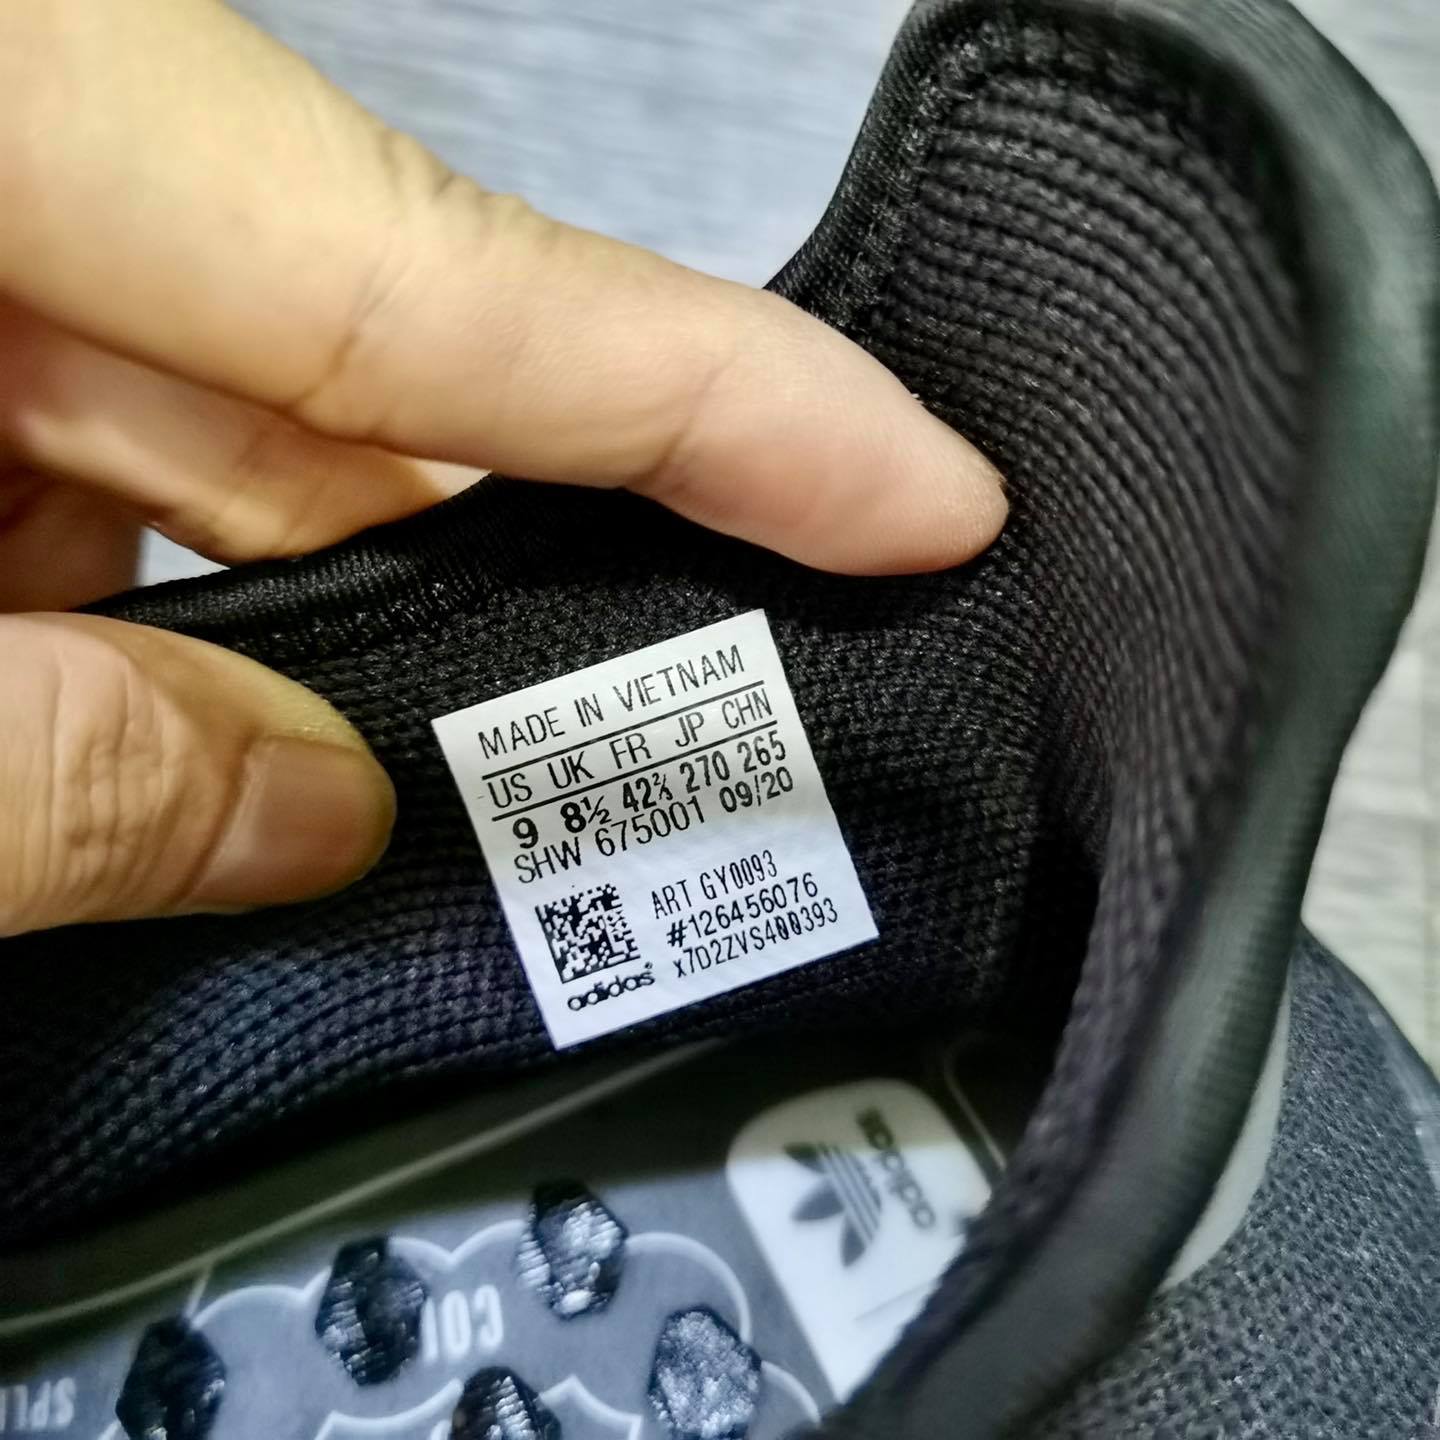 MADE IN VIETNAM
US UK FR JP CHN
9 8½ 42⅔ 270 265
SHW 675001 09/20
ART GY0093
#126456076
x7D2ZVS400393
adidas
adidas